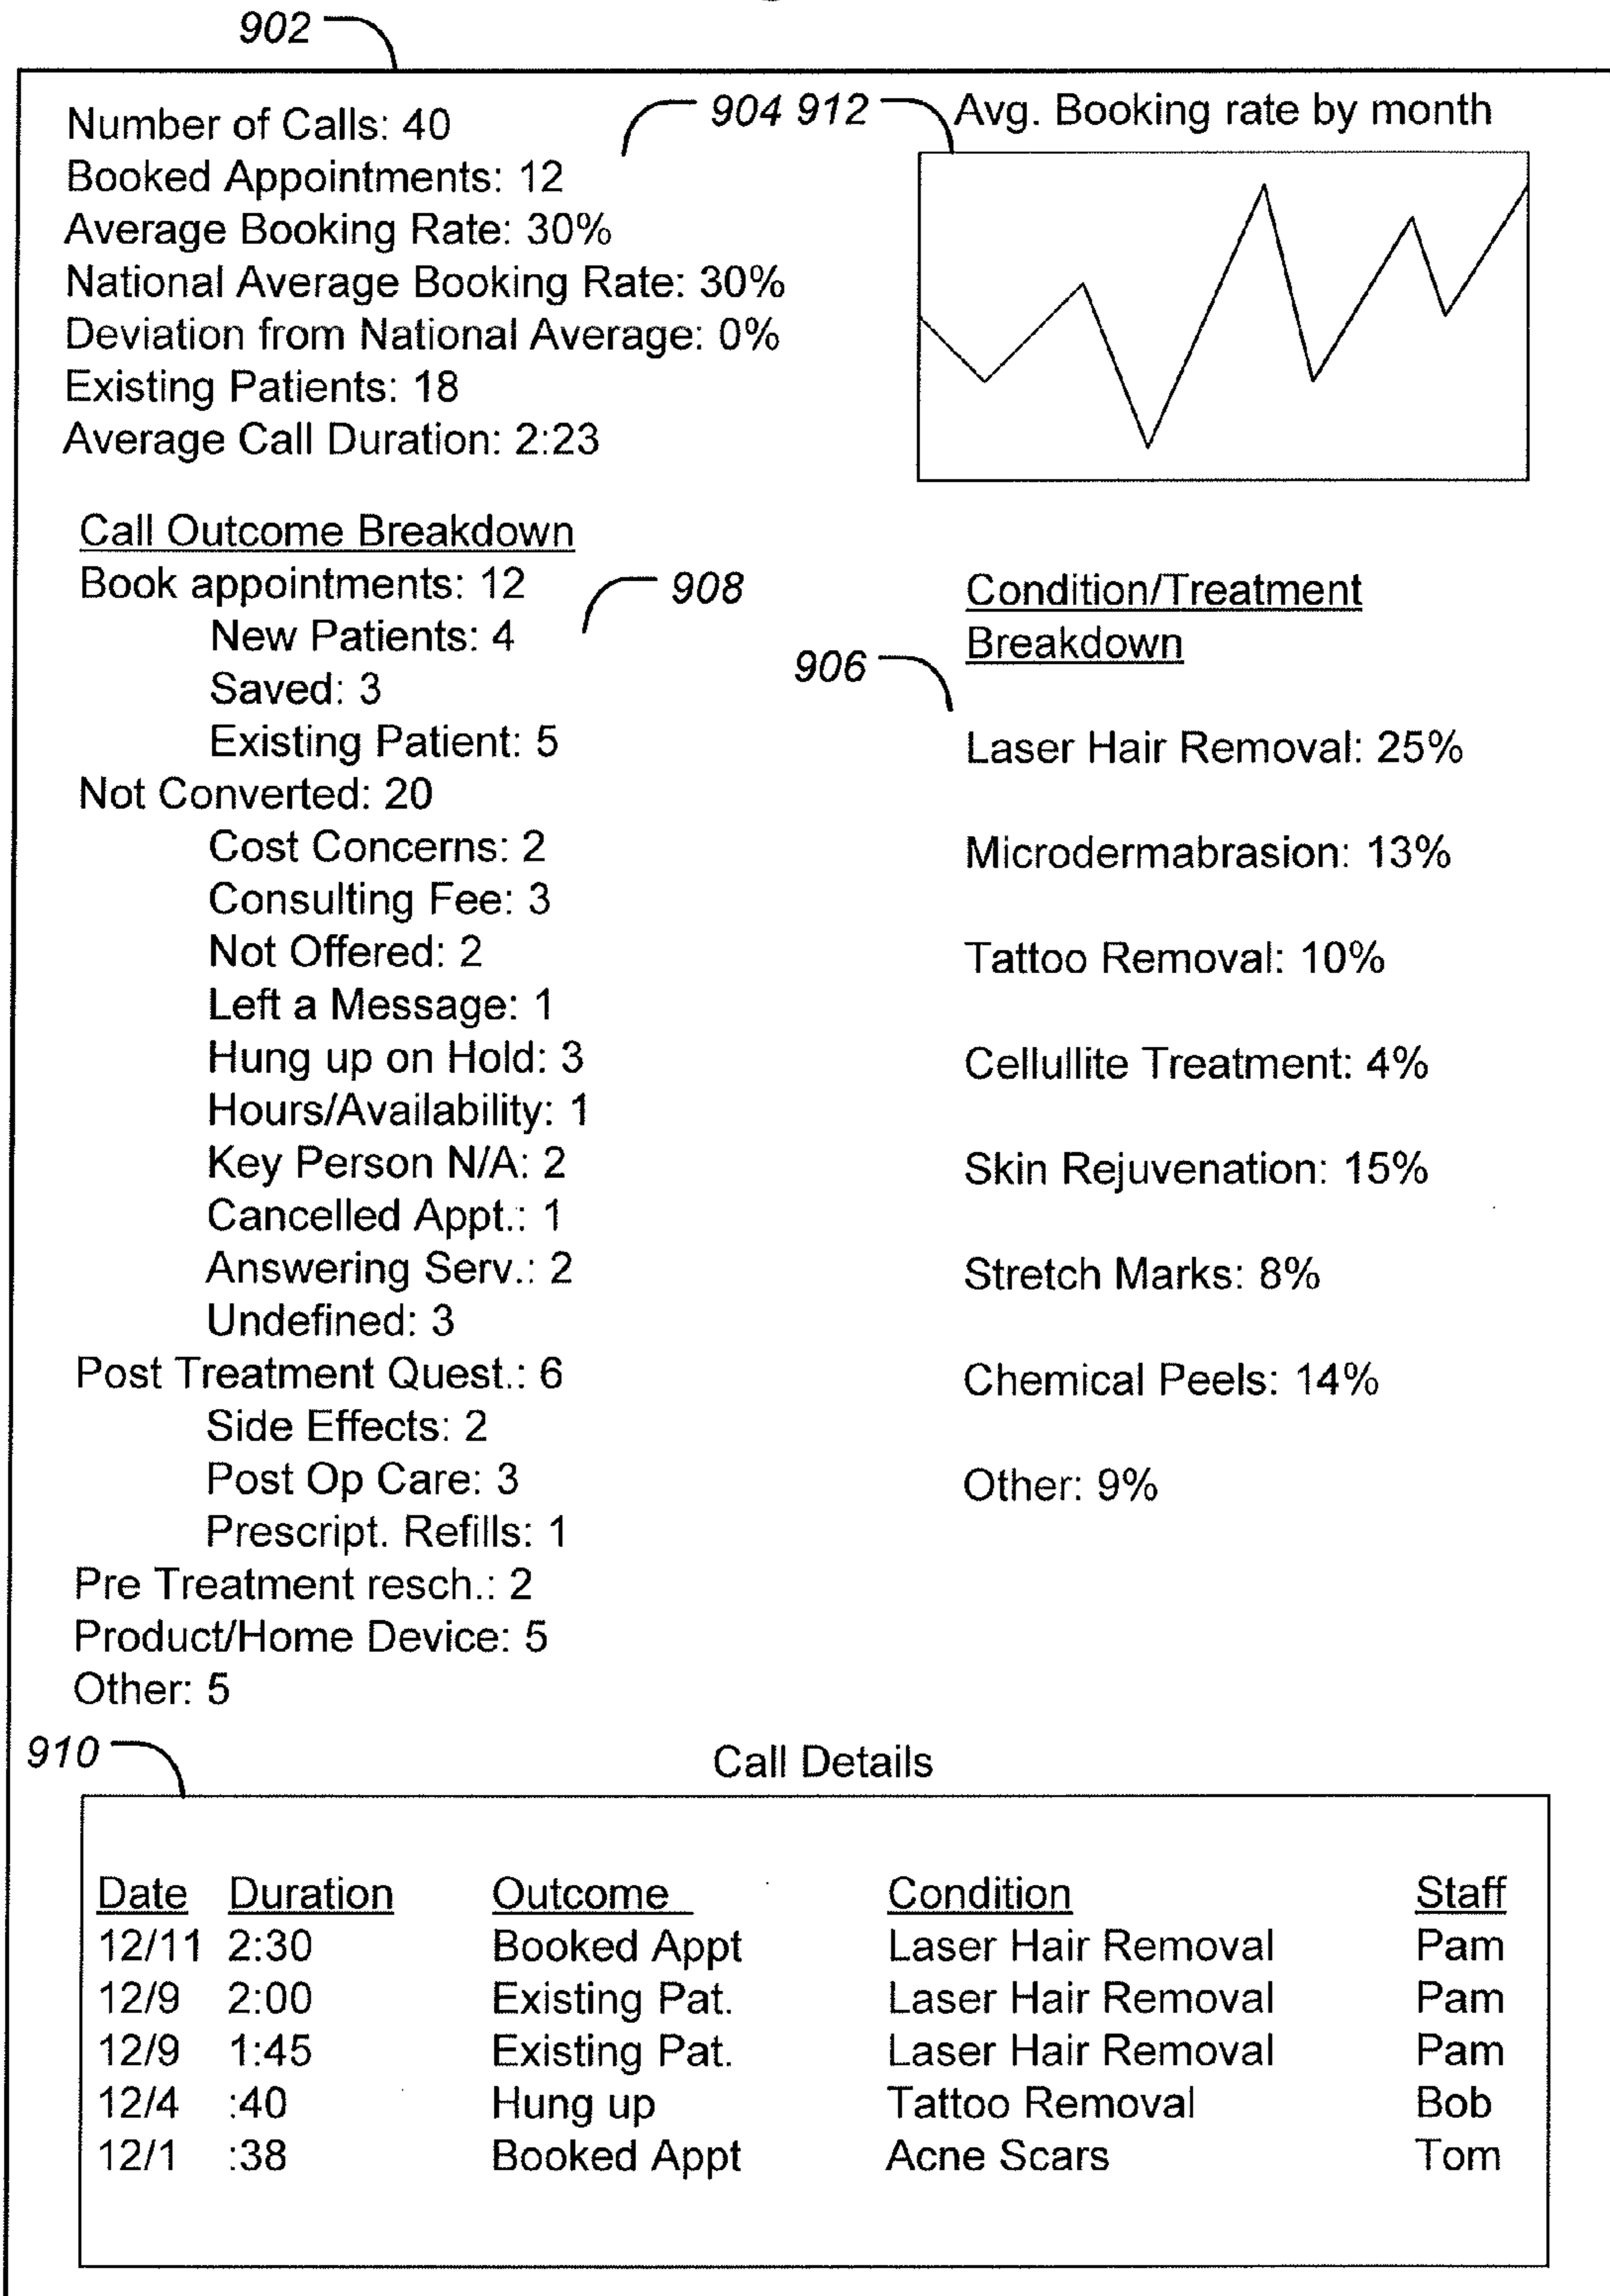 902
904 912
Number of Calls: 40
Booked Appointments: 12
Average Booking Rate: 30%
National Average Booking Rate: 30%
Deviation from National Average: 0%
Existing Patients: 18
Average Call Duration: 2:23
Avg. Booking rate by month
Call Outcome Breakdown
908
Book appointments: 12
New Patients: 4
Saved: 3
Existing Patient: 5
Not Converted: 20
Cost Concerns: 2
Consulting Fee: 3
Not Offered: 2
Left a Message: 1
Hung up on Hold: 3
Hours/Availability: 1
Key Person N/A: 2
Cancelled Appt.: 1
Answering Serv.: 2
Undefined: 3
Post Treatment Quest.: 6
Side Effects: 2
Post Op Care: 3
Prescript. Refills: 1
Pre Treatment resch.: 2
Product/Home Device: 5
Other: 5
906
Condition/Treatment
Breakdown
Laser Hair Removal: 25%
Microdermabrasion: 13%
Tattoo Removal: 10%
Cellullite Treatment: 4%
Skin Rejuvenation: 15%
Stretch Marks: 8%
Chemical Peels: 14%
Other: 9%
910
Call Details
Date Duration Outcome Condition Staff
12/11 2:30 Booked Appt Laser Hair Removal Pam
12/9 2:00 Existing Pat. Laser Hair Removal Pam
12/9 1:45 Existing Pat. Laser Hair Removal Pam
12/4 :40 Hung up Tattoo Removal Bob
12/1 :38 Booked Appt Acne Scars Tom